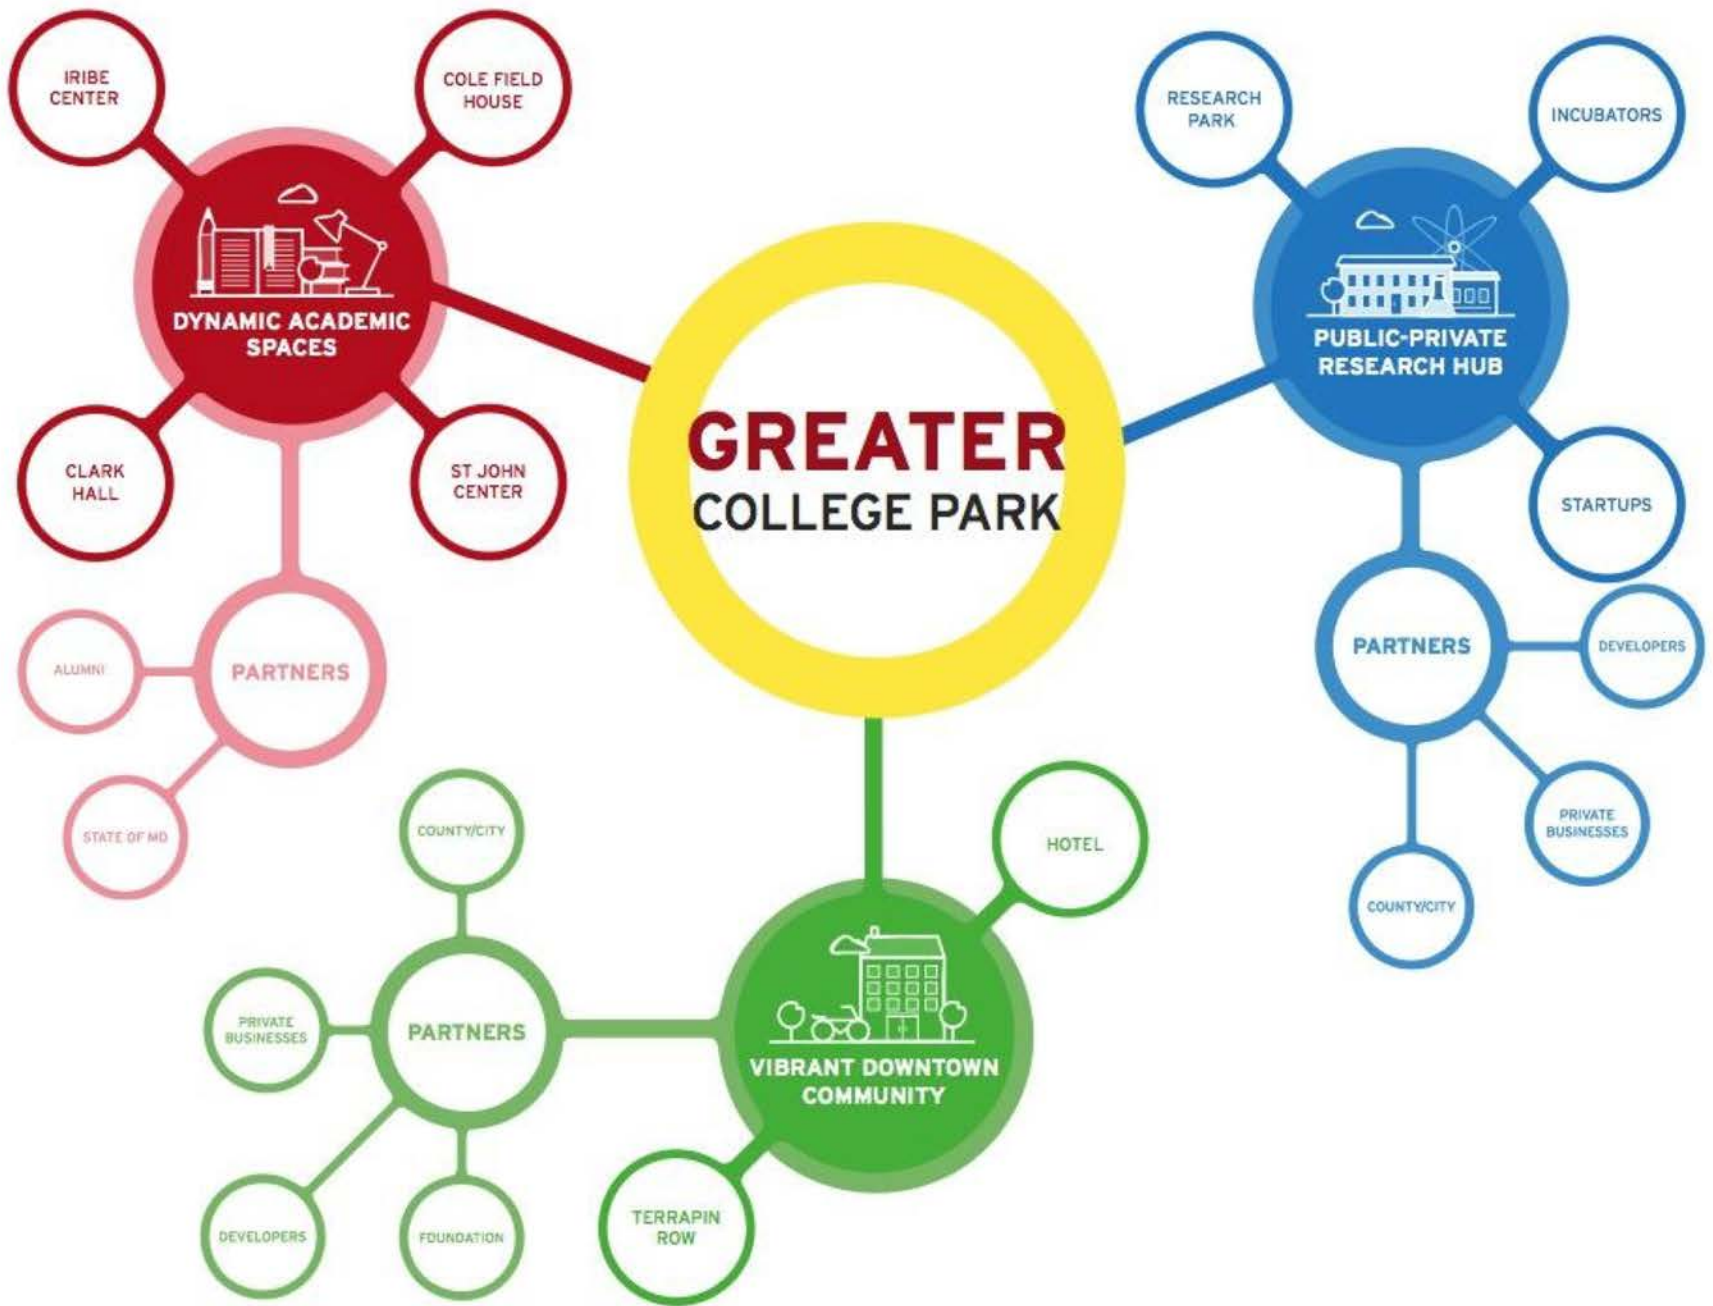 IRIBE
CENTER
COLE FIELD
HOUSE
DYNAMIC ACADEMIC
SPACES
CLARK
HALL
ST JOHN
CENTER
PARTNERS
ALUMNI
STATE OF MD
GREATER
COLLEGE PARK
RESEARCH
PARK
INCUBATORS
PUBLIC-PRIVATE
RESEARCH HUB
STARTUPS
PARTNERS
DEVELOPERS
PRIVATE
BUSINESSES
COUNTY/CITY
HOTEL
VIBRANT DOWNTOWN
COMMUNITY
TERRAPIN
ROW
PARTNERS
COUNTY/CITY
PRIVATE
BUSINESSES
DEVELOPERS
FOUNDATION